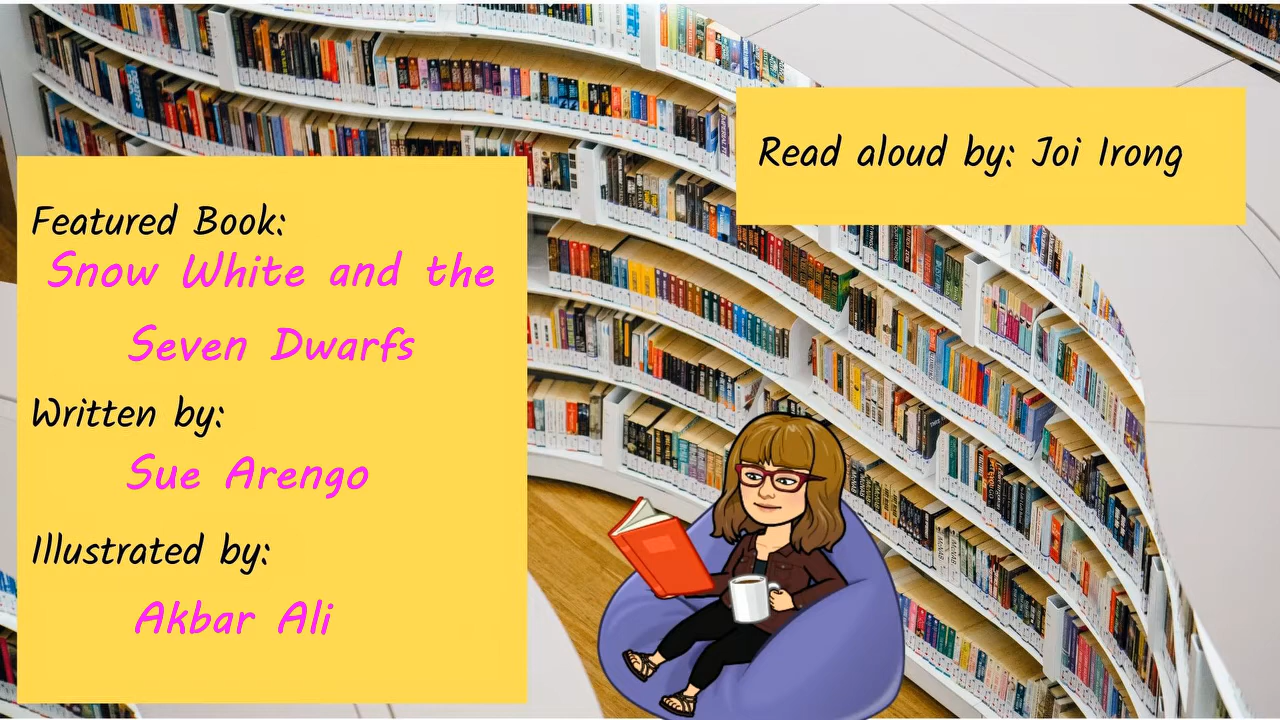 Read aloud by: Joi Irong
Featured Book:
Snow White and the
Seven Dwarfs
Written by:
Sue Arengo
Illustrated by:
Akbar Ali